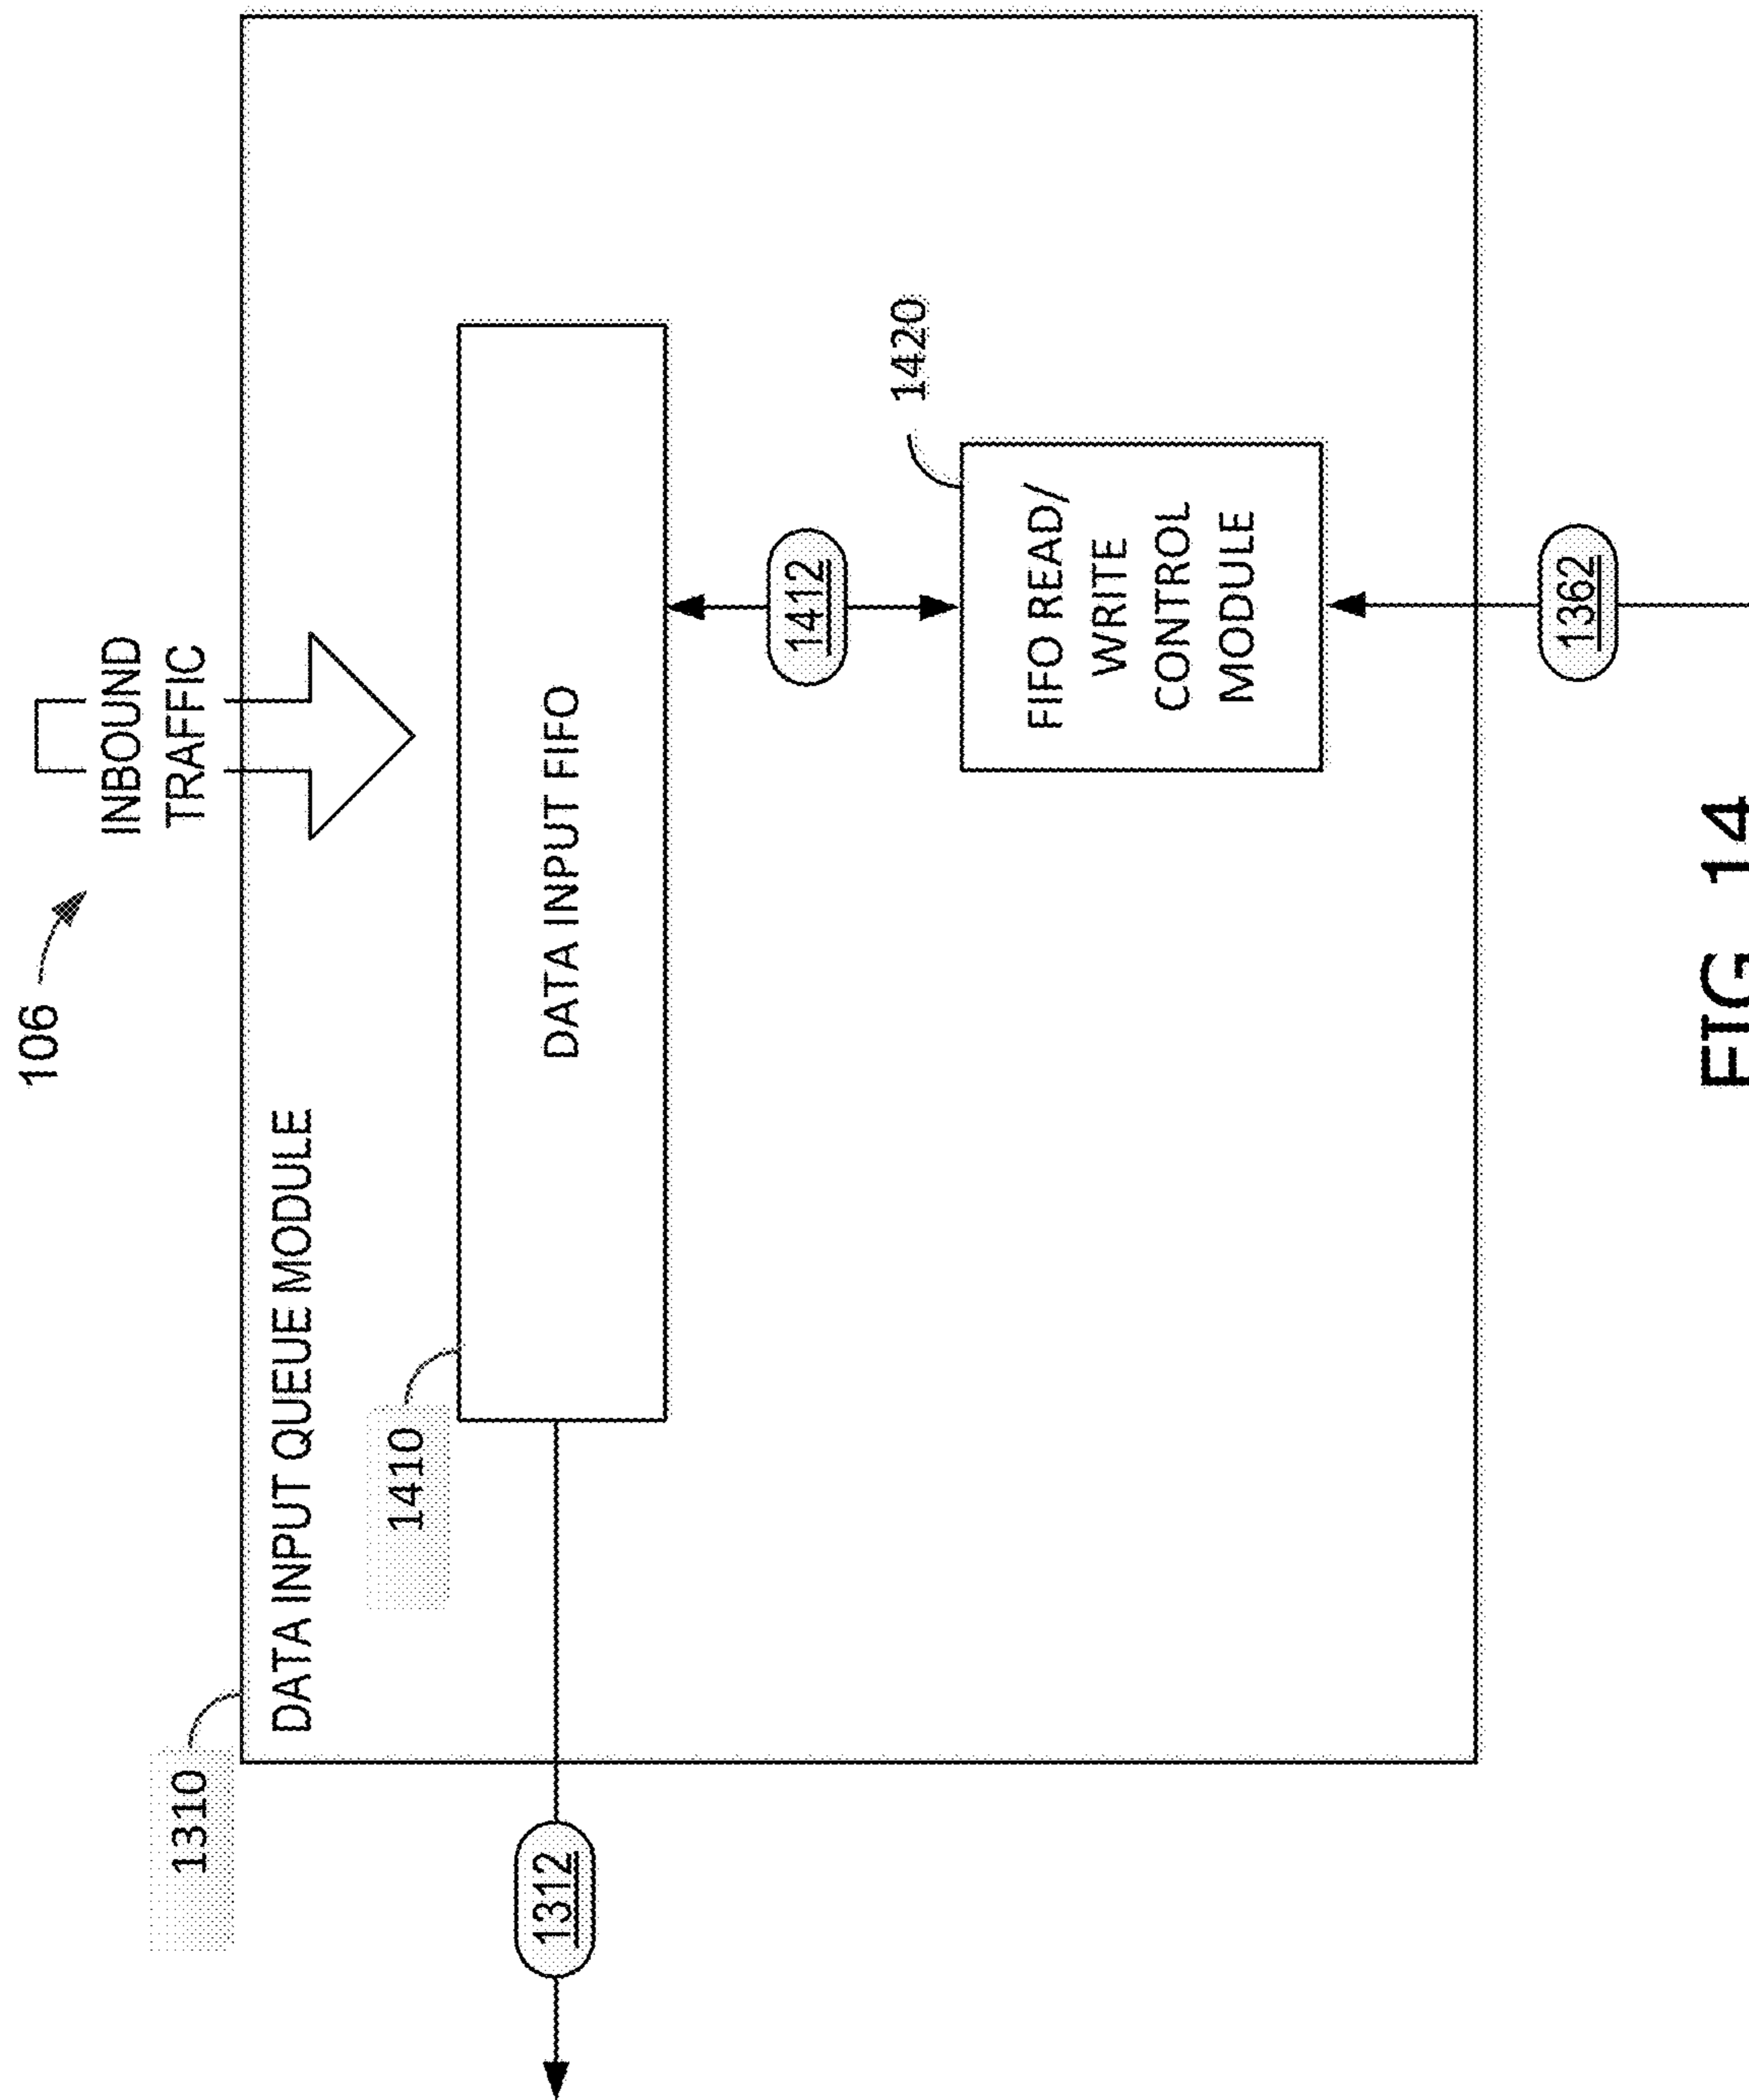 106
INBOUND
TRAFFIC
1310
DATA INPUT QUEUE MODULE
1410
DATA INPUT FIFO
1312
1412
1420
FIFO READ/
WRITE
CONTROL
MODULE
1362
FIG. 14